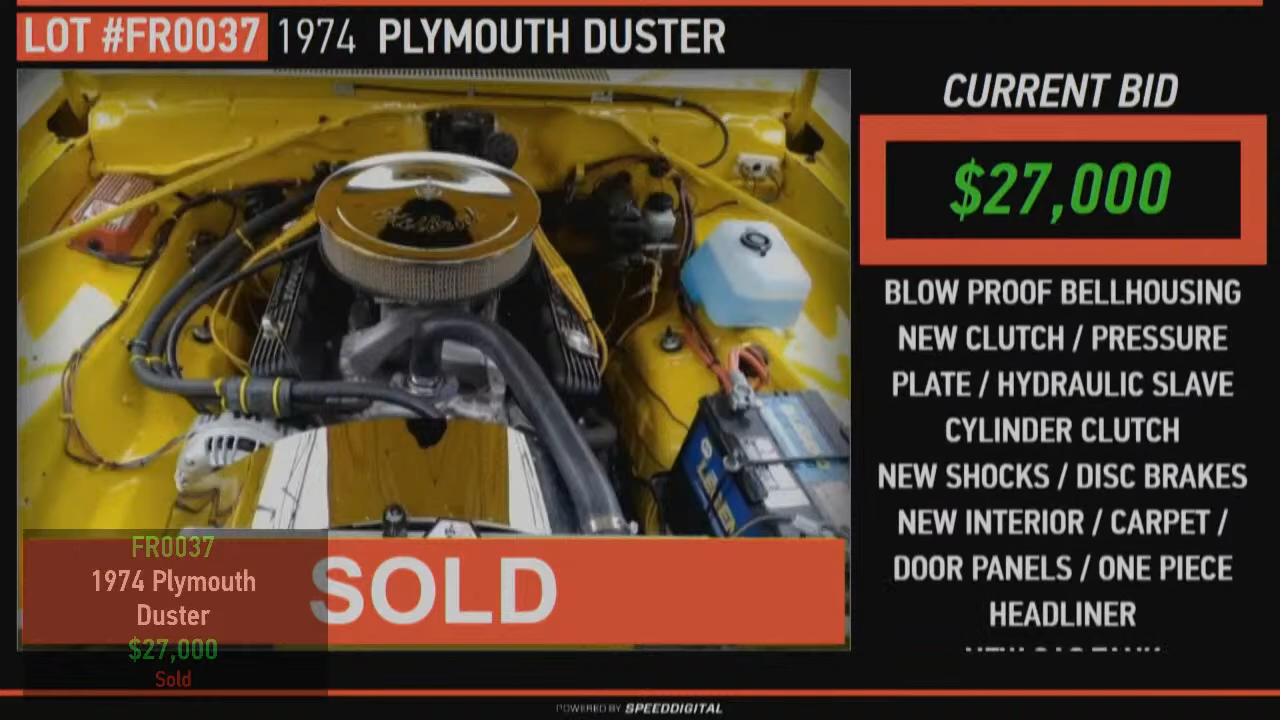 LOT #FR0037 1974 PLYMOUTH DUSTER
CURRENT BID
$27,000
BLOW PROOF BELLHOUSING
NEW CLUTCH / PRESSURE
PLATE / HYDRAULIC SLAVE
CYLINDER CLUTCH
NEW SHOCKS / DISC BRAKES
NEW INTERIOR / CARPET /
DOOR PANELS / ONE PIECE
HEADLINER
SOLD
FR0037
1974 Plymouth
Duster
$27,000
Sold
POWERED BY SPEEDDIGITAL